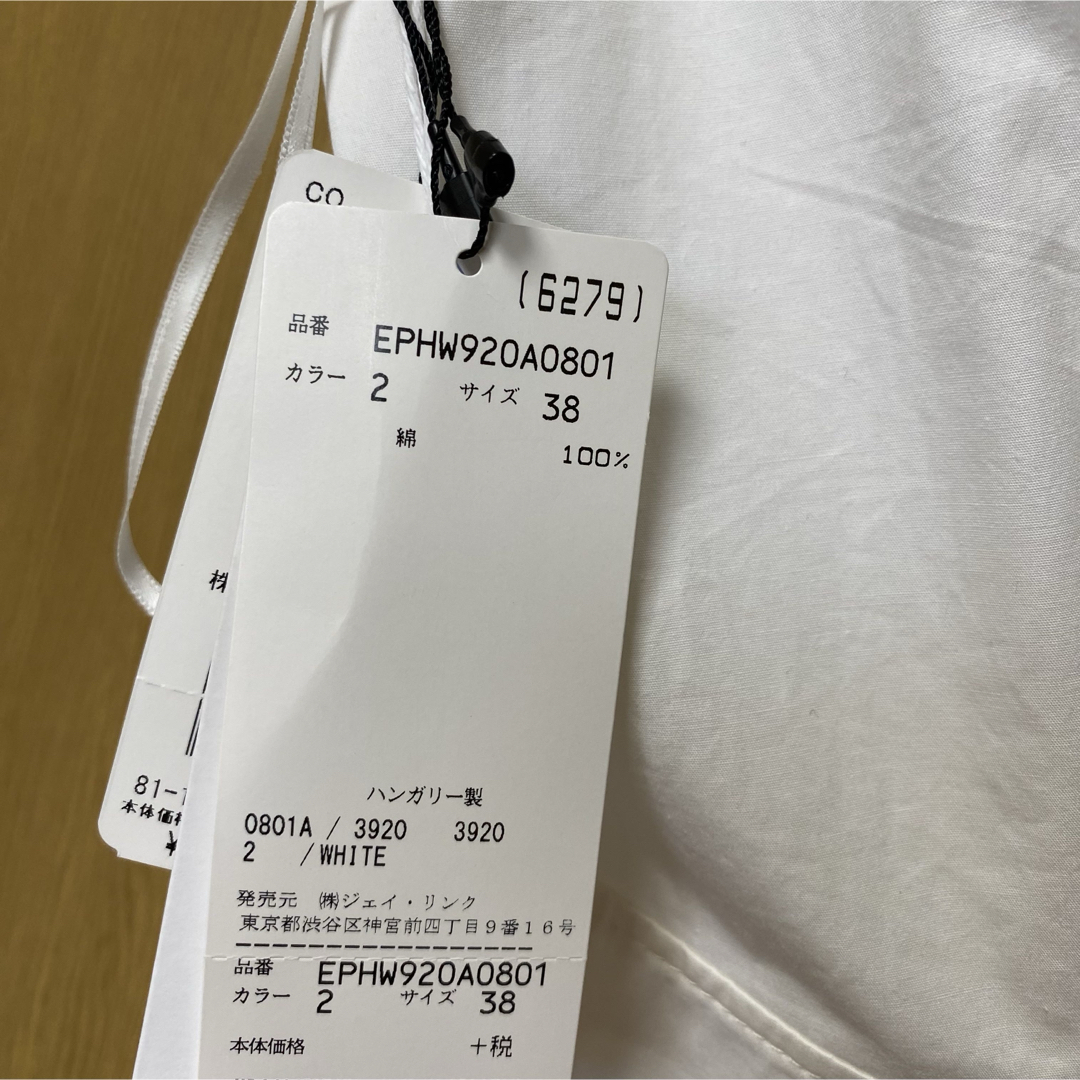 CO
(6279)
品番 EPHW920A0801
カラー 2 サイズ 38
綿 100%
株
81-1
本体価格
ハンガリー製
0801A / 3920 3920
2 /WHITE
発売元 ㈱ジェイ・リンク
東京都渋谷区神宮前四丁目9番16号
品番 EPHW920A0801
カラー 2 サイズ 38
本体価格 +税